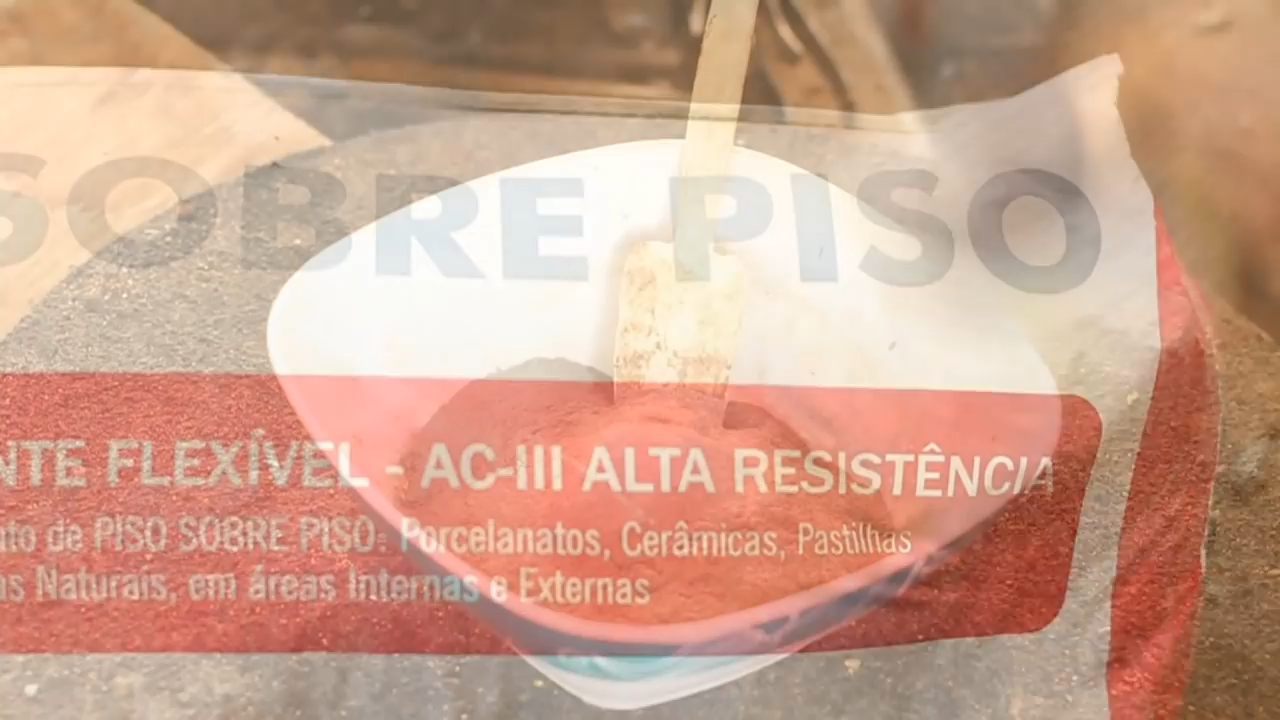 SOBRE PISO
NTE FLEXÍVEL - AC-III ALTA RESISTÊNCIA
to de PISO SOBRE PISO: Porcelanatos, Cerâmicas, Pastilhas
s Naturais, em áreas Internas e Externas